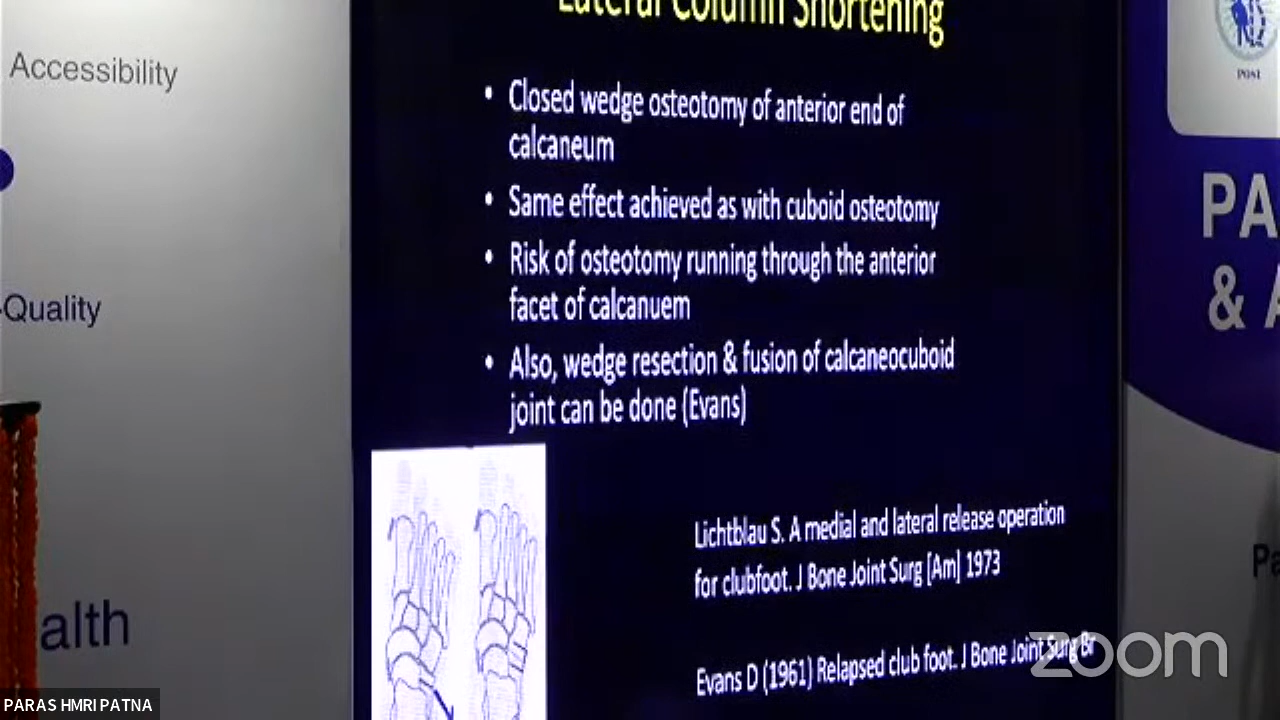 Lateral Column Shortening
• Closed wedge osteotomy of anterior end of
calcaneum
• Same effect achieved as with cuboid osteotomy
• Risk of osteotomy running through the anterior
facet of calcanuem
• Also, wedge resection & fusion of calcaneocuboid
joint can be done (Evans)
Lichtblau S. A medial and lateral release operation
for clubfoot. J Bone Joint Surg [Am] 1973
Evans D (1961) Relapsed club foot. J Bone Joint Surg Br
Accessibility
-Quality
alth
POSI
PA
& A
Pa
zoom
PARAS HMRI PATNA